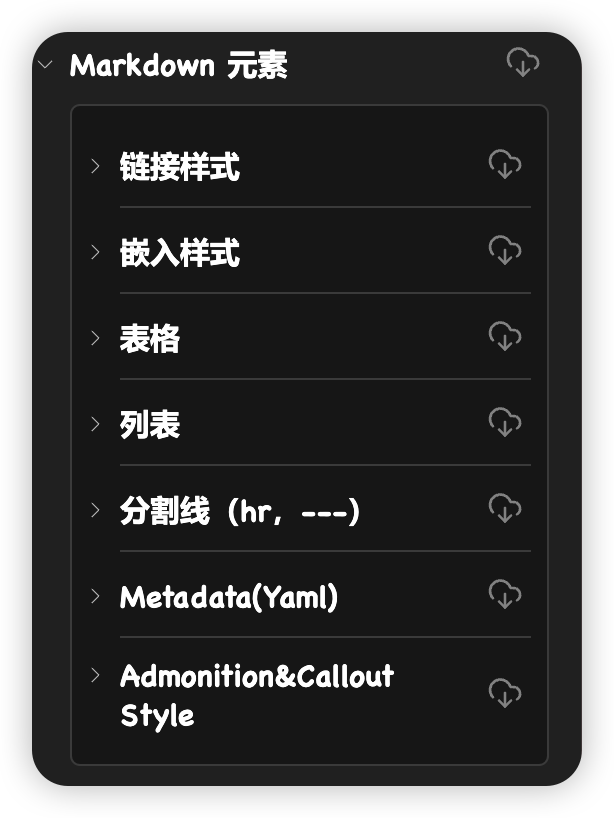 Markdown 元素
链接样式
嵌入样式
表格
列表
分割线（hr，---）
Metadata(Yaml)
Admonition&Callout
Style